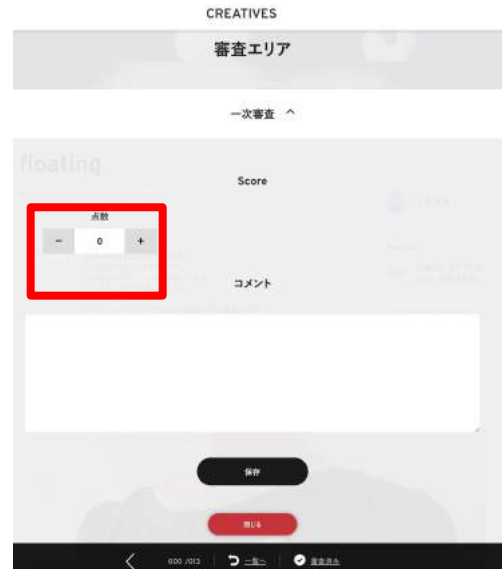 CREATIVES
審査エリア
一次審査
floating
Score
点数
- 0 +
コメント
保存
閉じる
000 /013 一覧へ 審査済み